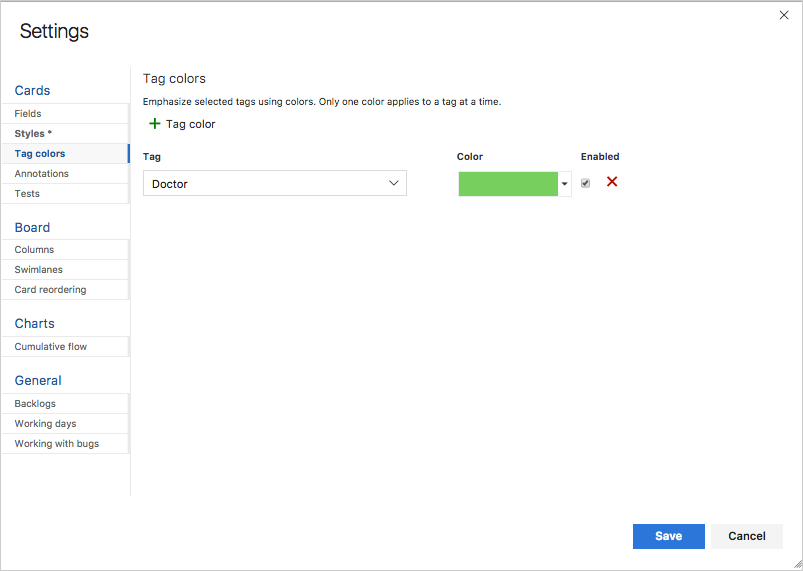 Settings
Cards
Fields
Styles *
Tag colors
Annotations
Tests
Board
Columns
Swimlanes
Card reordering
Charts
Cumulative flow
General
Backlogs
Working days
Working with bugs
Tag colors
Emphasize selected tags using colors. Only one color applies to a tag at a time.
Tag color
Tag Color Enabled
Doctor
Save Cancel